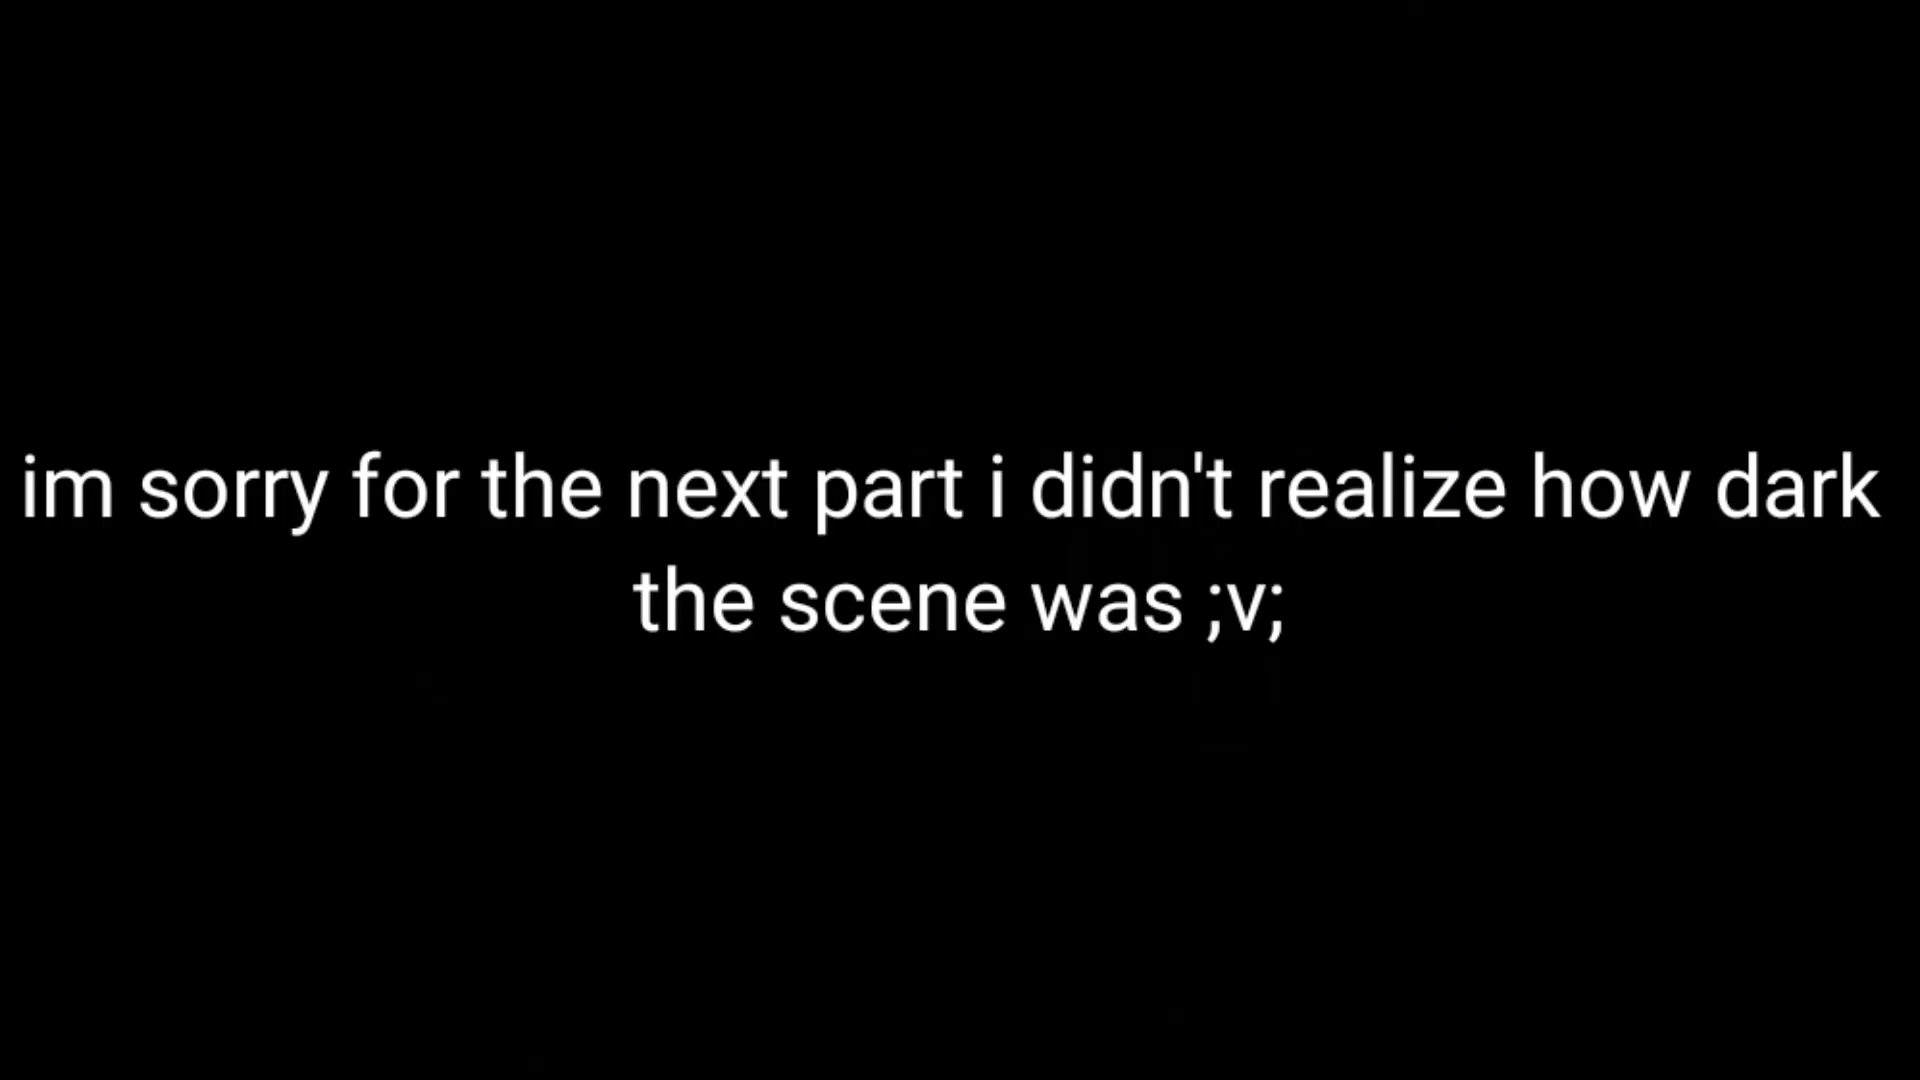 im sorry for the next part i didn't realize how dark
the scene was ;v;